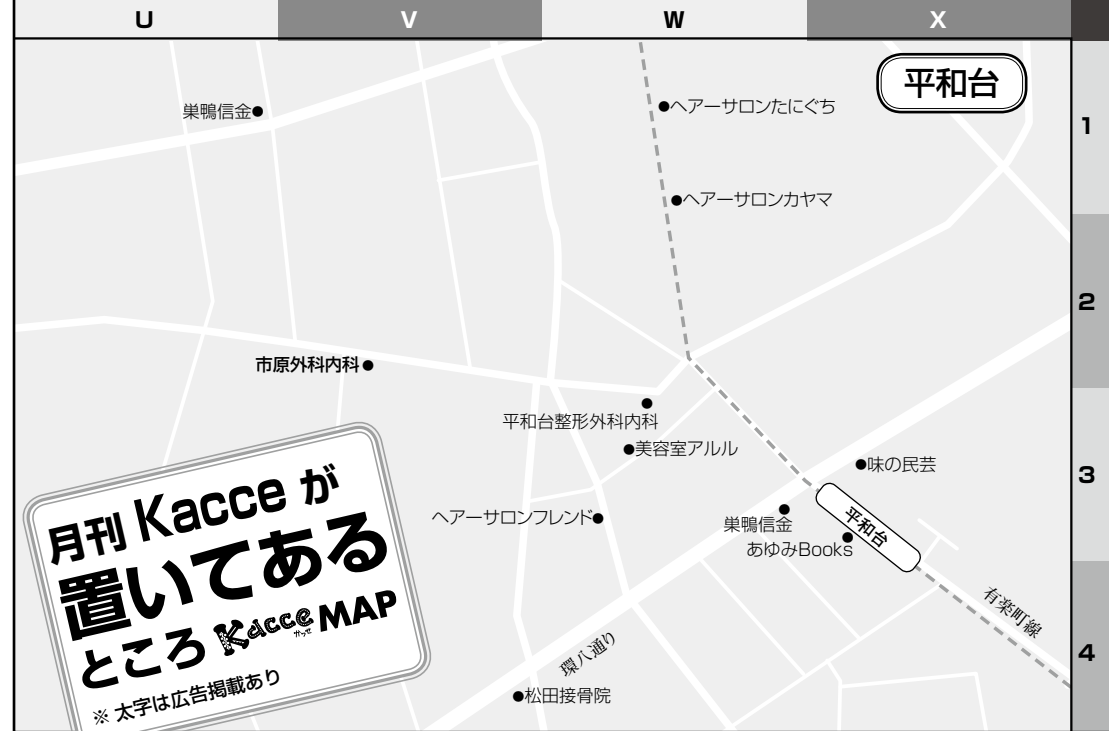 U
V
W
X
平和台
1
2
3
4
巣鴨信金
ヘアーサロンたにぐち
ヘアーサロンカヤマ
市原外科内科
平和台整形外科内科
美容室アルル
味の民芸
ヘアーサロンフレンド
巣鴨信金
あゆみBooks
平和台
有楽町線
環八通り
松田接骨院
月刊 Kacce が
置いてある
ところ Kacce MAP
かっせ
※ 太字は広告掲載あり